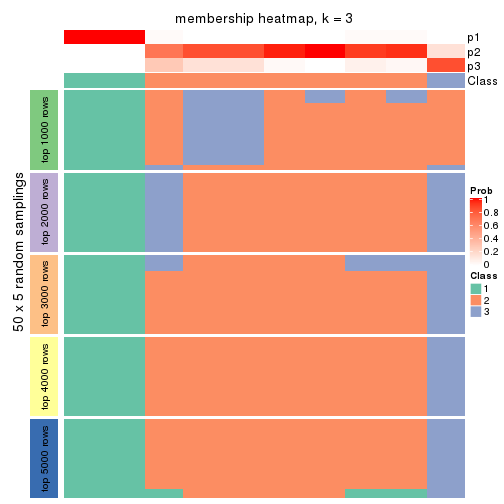 membership heatmap, k = 3
p1
p2
p3
Class
50 x 5 random samplings
top 1000 rows
top 2000 rows
top 3000 rows
top 4000 rows
top 5000 rows
Prob
1
0.8
0.6
0.4
0.2
0
Class
1
2
3